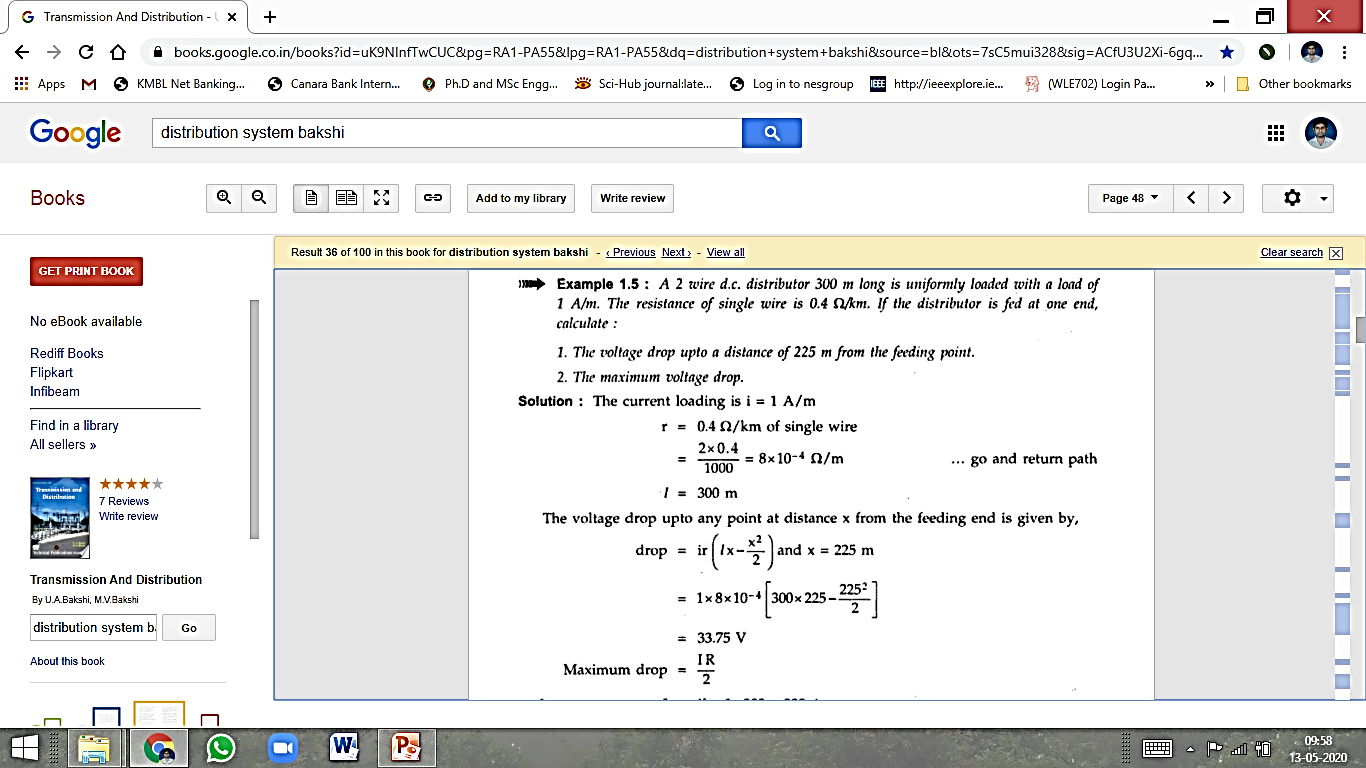 Transmission And Distribution - U
books.google.co.in/books?id=uK9NInfTwCUC&pg=RA1-PA55&lpg=RA1-PA55&dq=distribution+system+bakshi&source=bl&ots=7sC5mui328&sig=ACfU3U2Xi-6gq...
Apps KMBL Net Banking... Canara Bank Intern... Ph.D and MSc Engg... Sci-Hub journal:late... Log in to nesgroup IEEE http://ieeexplore.ie... (WLE702) Login Pa... » Other bookmarks
Google distribution system bakshi
Books Add to my library Write review Page 48
Result 36 of 100 in this book for distribution system bakshi - ‹ Previous Next › - View all Clear search
GET PRINT BOOK
No eBook available
Rediff Books
Flipkart
Infibeam
Find in a library
All sellers »
Transmission and
Distribution
7 Reviews
Write review
Transmission And Distribution
By U.A.Bakshi, M.V.Bakshi
distribution system b Go
About this book
Example 1.5 : A 2 wire d.c. distributor 300 m long is uniformly loaded with a load of
1 A/m. The resistance of single wire is 0.4 Ω/km. If the distributor is fed at one end,
calculate :
1. The voltage drop upto a distance of 225 m from the feeding point.
2. The maximum voltage drop.
Solution : The current loading is i = 1 A/m
r = 0.4 Ω/km of single wire
= 2×0.4/1000 = 8×10⁻⁴ Ω/m ... go and return path
l = 300 m
The voltage drop upto any point at distance x from the feeding end is given by,
drop = ir(lx−x²/2) and x = 225 m
= 1×8×10⁻⁴[300×225−225²/2]
= 33.75 V
Maximum drop = IR/2
09:58
13-05-2020